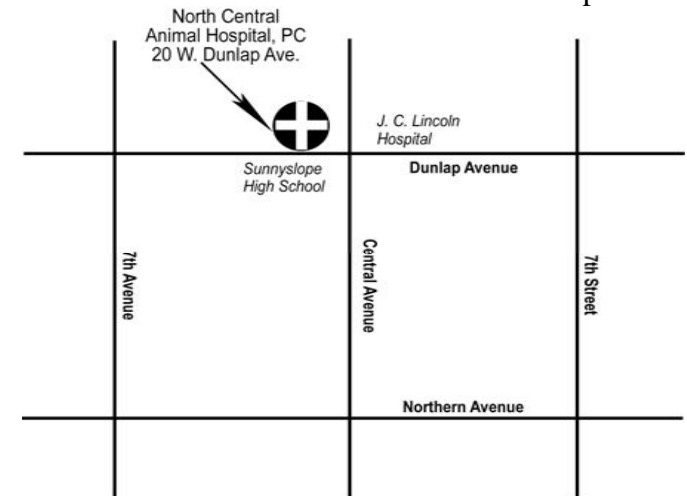 North Central
Animal Hospital, PC
20 W. Dunlap Ave.
J. C. Lincoln
Hospital
Sunnyslope
High School
Dunlap Avenue
7th Avenue
Central Avenue
7th Street
Northern Avenue